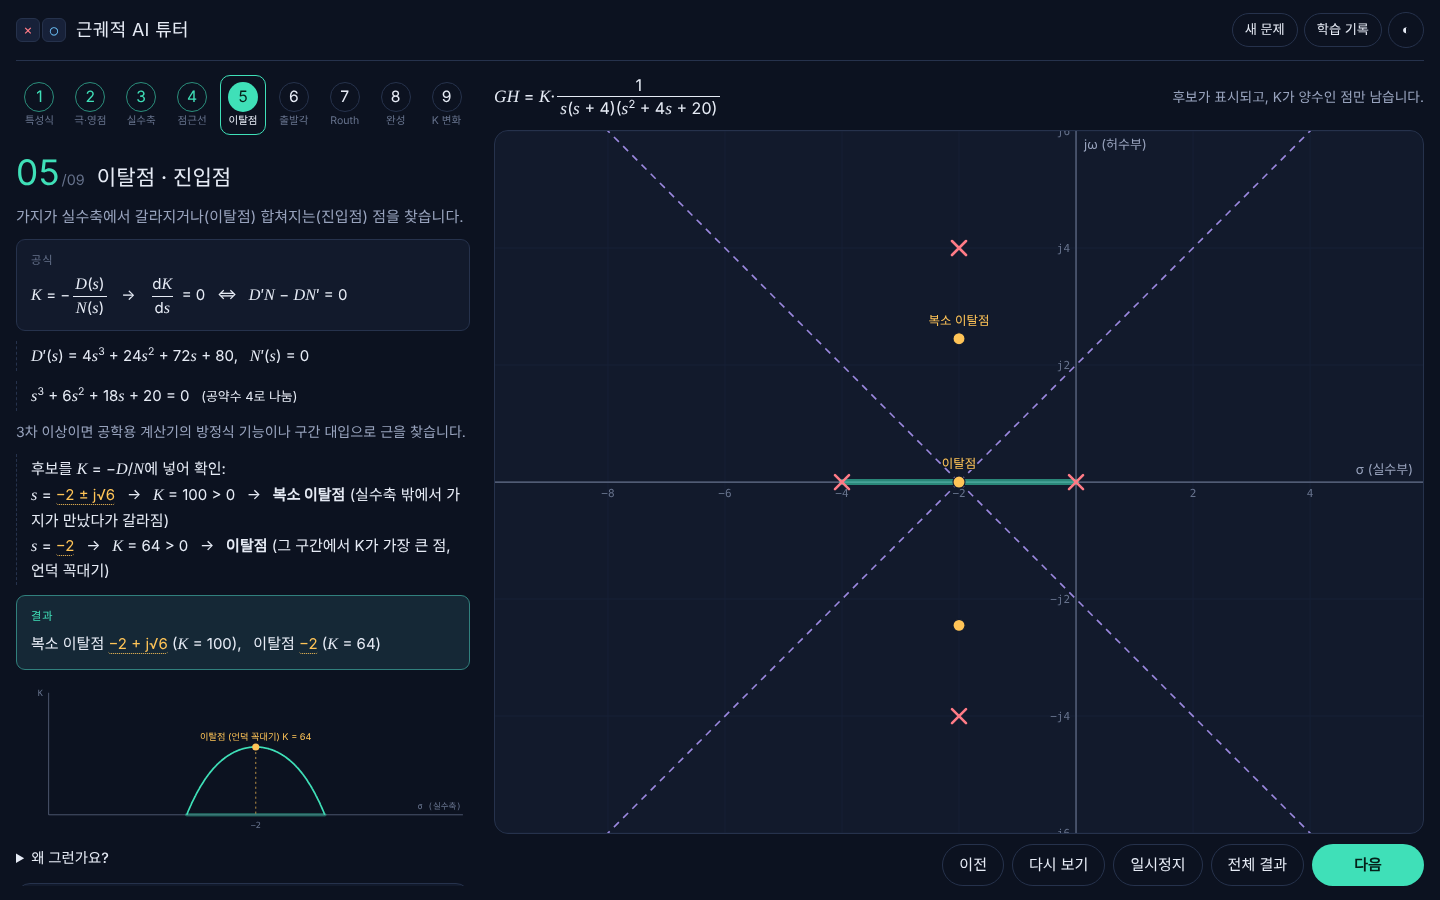 × ○ 근궤적 AI 튜터
새 문제 학습 기록
1 2 3 4 5 6 7 8 9
특성식 극·영점 실수축 점근선 이탈점 출발각 Routh 완성 K 변화
05 /09 이탈점 · 진입점
가지가 실수축에서 갈라지거나(이탈점) 합쳐지는(진입점) 점을 찾습니다.
공식
K = − D(s)/N(s) → dK/ds = 0 ⇔ D′N − DN′ = 0
D′(s) = 4s³ + 24s² + 72s + 80, N′(s) = 0
s³ + 6s² + 18s + 20 = 0 (공약수 4로 나눔)
3차 이상이면 공학용 계산기의 방정식 기능이나 구간 대입으로 근을 찾습니다.
후보를 K = −D/N에 넣어 확인:
s = −2 ± j√6 → K = 100 > 0 → 복소 이탈점 (실수축 밖에서 가
지가 만났다가 갈라짐)
s = −2 → K = 64 > 0 → 이탈점 (그 구간에서 K가 가장 큰 점,
언덕 꼭대기)
결과
복소 이탈점 −2 + j√6 (K = 100), 이탈점 −2 (K = 64)
K
이탈점 (언덕 꼭대기) K = 64
σ (실수축)
−2
▶ 왜 그런가요?
GH = K· 1/s(s + 4)(s² + 4s + 20)
후보가 표시되고, K가 양수인 점만 남습니다.
j6
jω (허수부)
j4
복소 이탈점
j2
이탈점
σ (실수부)
−8 −6 −4 −2 2 4
−j2
−j4
−j6
이전 다시 보기 일시정지 전체 결과 다음